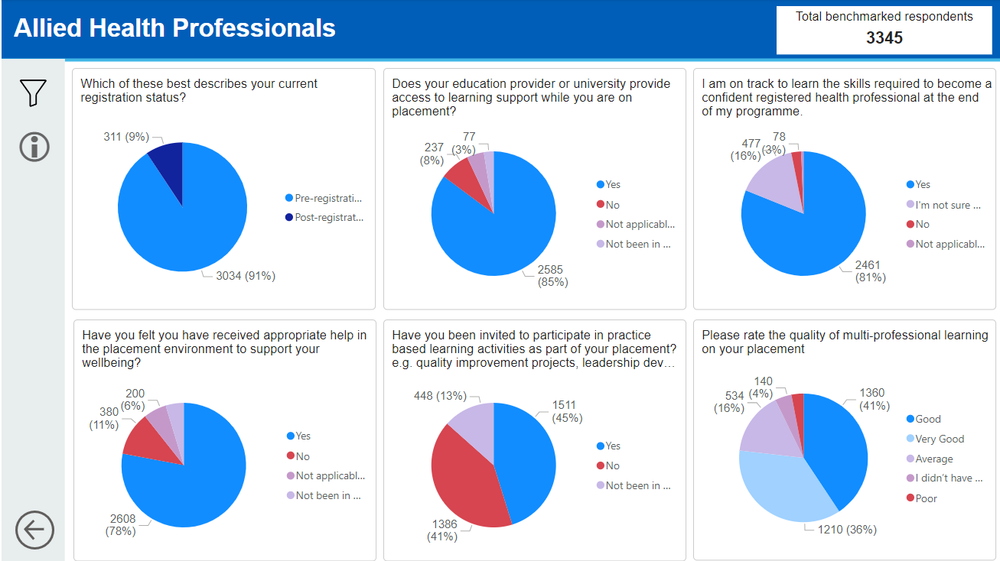 Allied Health Professionals
Total benchmarked respondents
3345
Which of these best describes your current
registration status?
311 (9%)
3034 (91%)
Pre-registrati...
Post-registrat...
Does your education provider or university provide
access to learning support while you are on
placement?
77
(3%)
237
(8%)
2585
(85%)
Yes
No
Not applicabl...
Not been in ...
I am on track to learn the skills required to become a
confident registered health professional at the end
of my programme.
78
(3%)
477
(16%)
2461
(81%)
Yes
I'm not sure ...
No
Not applicabl...
Have you felt you have received appropriate help in
the placement environment to support your
wellbeing?
200
(6%)
380
(11%)
2608
(78%)
Yes
No
Not applicabl...
Not been in ...
Have you been invited to participate in practice
based learning activities as part of your placement?
e.g. quality improvement projects, leadership dev...
448 (13%)
1511
(45%)
1386
(41%)
Yes
No
Not been in ...
Please rate the quality of multi-professional learning
on your placement
140
(4%)
534
(16%)
1360
(41%)
1210 (36%)
Good
Very Good
Average
I didn't have ...
Poor